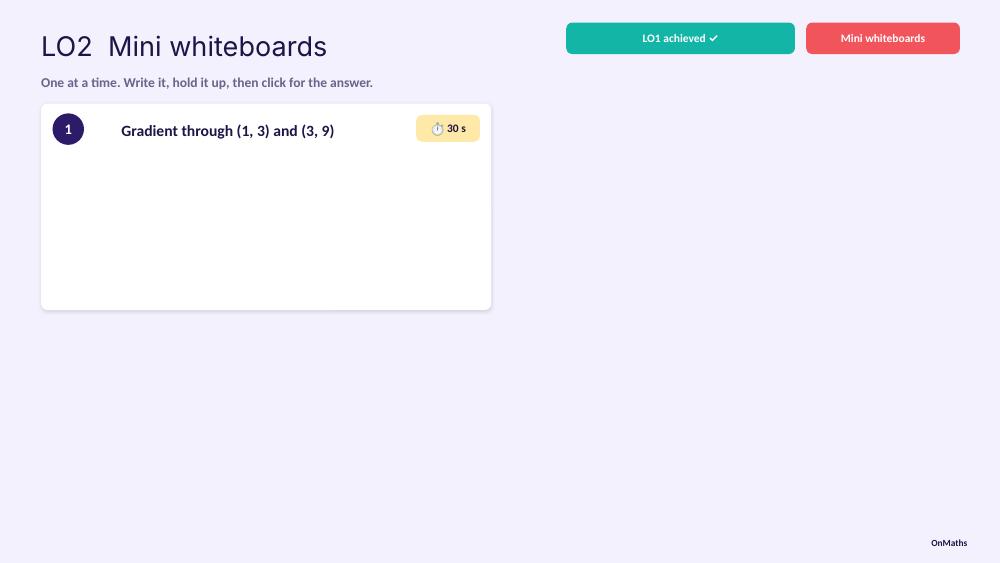 LO2 Mini whiteboards
LO1 achieved ✓
Mini whiteboards
One at a time. Write it, hold it up, then click for the answer.
1
Gradient through (1, 3) and (3, 9)
⏱ 30 s
OnMaths